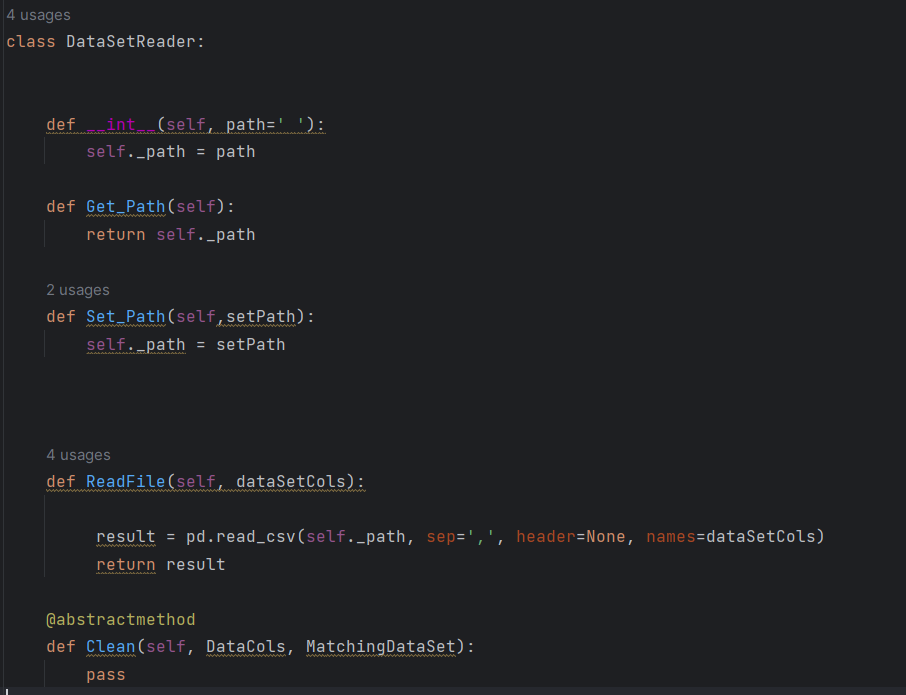 4 usages
class DataSetReader:
def __int__(self, path=' '):
self._path = path
def Get_Path(self):
return self._path
2 usages
def Set_Path(self,setPath):
self._path = setPath
4 usages
def ReadFile(self, dataSetCols):
result = pd.read_csv(self._path, sep=',', header=None, names=dataSetCols)
return result
@abstractmethod
def Clean(self, DataCols, MatchingDataSet):
pass